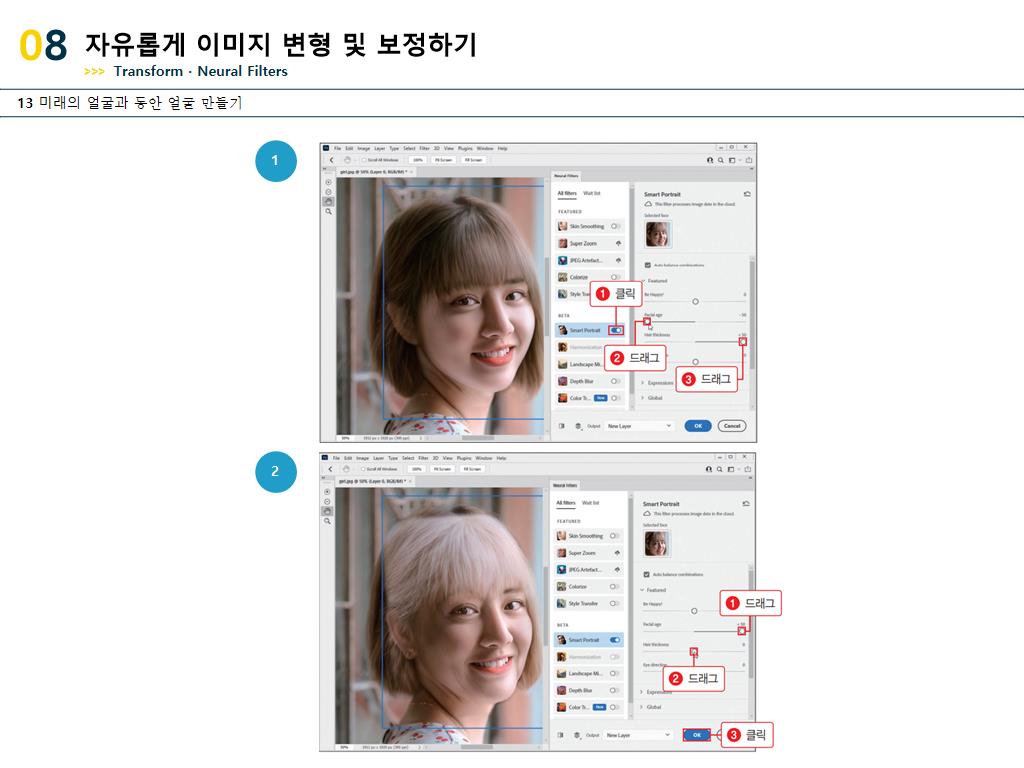 08 자유롭게 이미지 변형 및 보정하기
>>> Transform · Neural Filters
13 미래의 얼굴과 동안 얼굴 만들기
1
File Edit Image Layer Type Select Filter 3D View Plugins Window Help
Scroll All Windows 100% Fit Screen Fill Screen
girl.jpg @ 50% (Layer 0, RGB/8#) *
Neural Filters
All filters Wait list
FEATURED
Skin Smoothing
Super Zoom
JPEG Artefact...
Colorize
Style Tra
BETA
Smart Portrait
Harmonization
Landscape Mi...
Depth Blur
Color Tr... New
Smart Portrait
This filter processes image data in the cloud.
Selected face
Auto balance combinations
Featured
Be Happy! 0
Facial age -50
Hair thickness +50
0
Expressions
Global
1 클릭
2 드래그
3 드래그
Output New Layer OK Cancel
50%
2
File Edit Image Layer Type Select Filter 3D View Plugins Window Help
Scroll All Windows 100% Fit Screen Fill Screen
girl.jpg @ 50% (Layer 0, RGB/8#) *
Neural Filters
All filters Wait list
FEATURED
Skin Smoothing
Super Zoom
JPEG Artefact...
Colorize
Style Transfer
BETA
Smart Portrait
Harmonization
Landscape Mi...
Depth Blur
Color Tr... New
Smart Portrait
This filter processes image data in the cloud.
Selected face
Auto balance combinations
Featured
Be Happy! 0
Facial age +50
Hair thickness 0
Eye direction
Expressions
Global
1 드래그
2 드래그
3 클릭
Output New Layer OK
50%